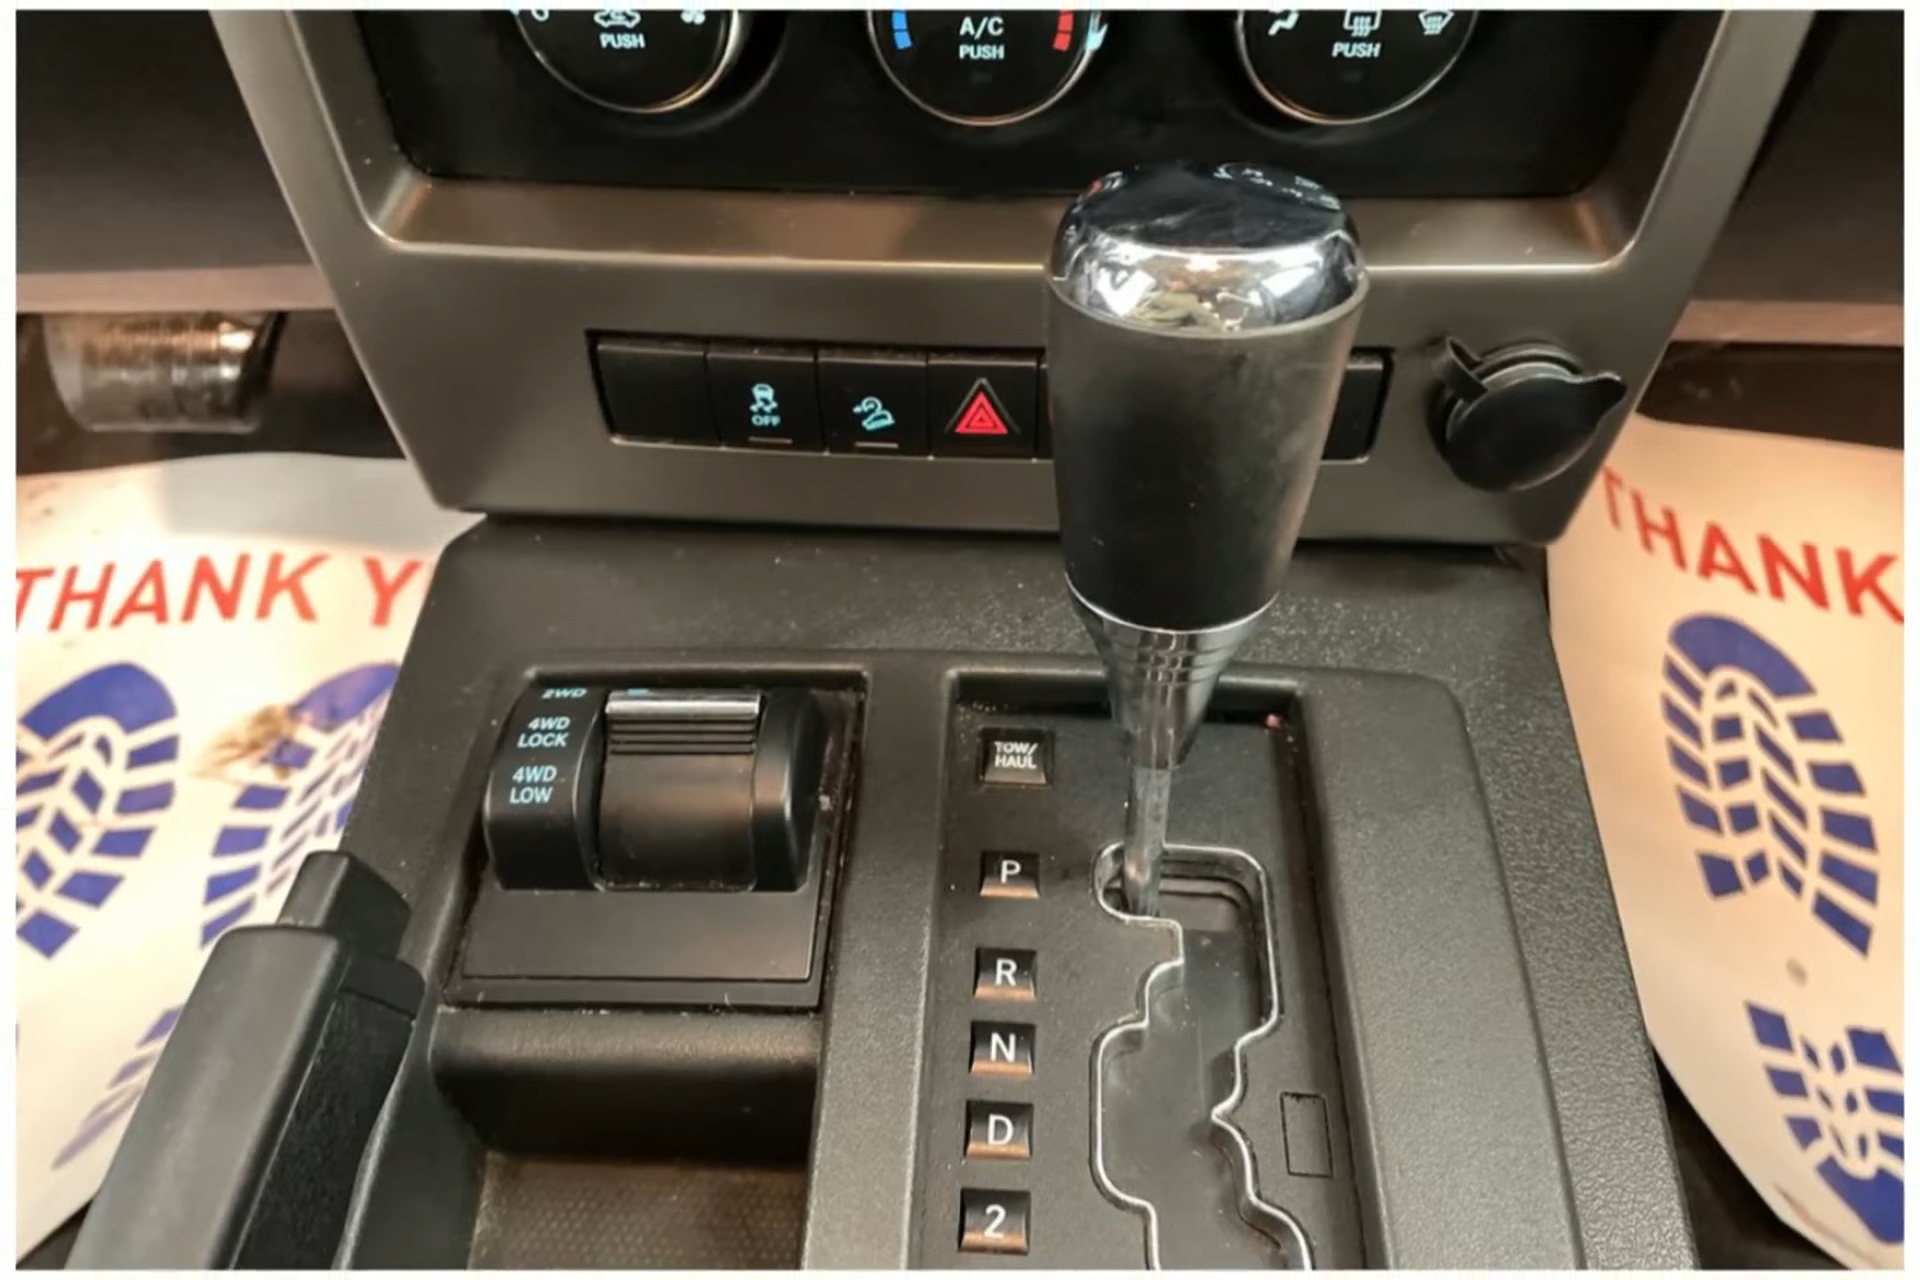 PUSH
A/C
PUSH
PUSH
OFF
THANK Y
THANK
2WD
4WD
LOCK
4WD
LOW
TOW/
HAUL
P
R
N
D
2